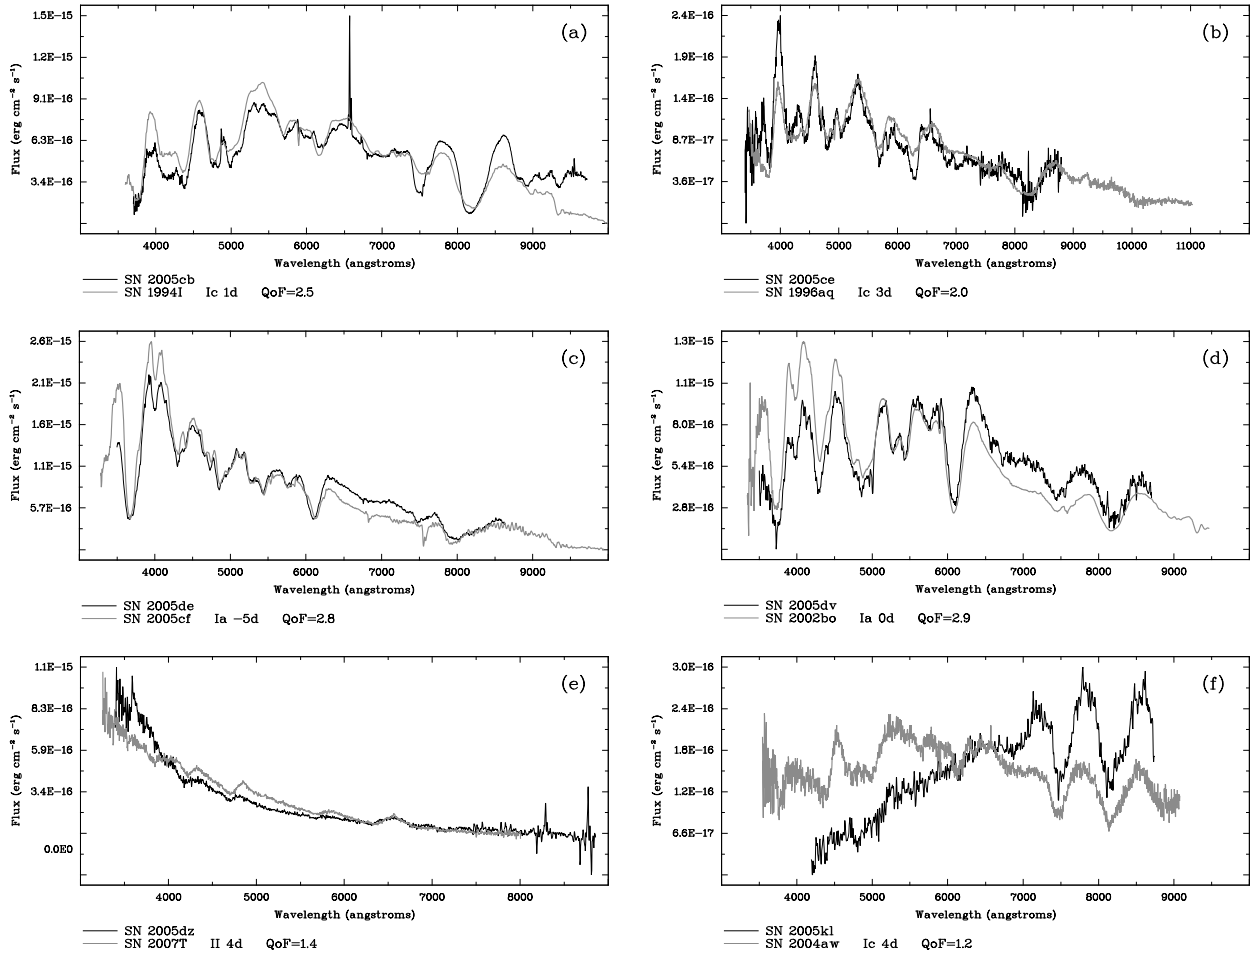 (a)
1.5E-15
1.2E-15
9.1E-16
6.3E-16
3.4E-16
Flux (erg cm⁻² s⁻¹)
4000 5000 6000 7000 8000 9000
Wavelength (angstroms)
SN 2005cb
SN 1994I Ic 1d QoF=2.5
(b)
2.4E-16
1.9E-16
1.4E-16
8.7E-17
3.6E-17
Flux (erg cm⁻² s⁻¹)
4000 5000 6000 7000 8000 9000 10000 11000
Wavelength (angstroms)
SN 2005ce
SN 1996aq Ic 3d QoF=2.0
(c)
2.6E-15
2.1E-15
1.6E-15
1.1E-15
5.7E-16
Flux (erg cm⁻² s⁻¹)
4000 5000 6000 7000 8000 9000
Wavelength (angstroms)
SN 2005de
SN 2005cf Ia −5d QoF=2.8
(d)
1.3E-15
1.1E-15
8.0E-16
5.4E-16
2.8E-16
Flux (erg cm⁻² s⁻¹)
4000 5000 6000 7000 8000 9000
Wavelength (angstroms)
SN 2005dv
SN 2002bo Ia 0d QoF=2.9
(e)
1.1E-15
8.3E-16
5.9E-16
3.4E-16
0.0E0
Flux (erg cm⁻² s⁻¹)
4000 5000 6000 7000 8000
Wavelength (angstroms)
SN 2005dz
SN 2007T II 4d QoF=1.4
(f)
3.0E-16
2.4E-16
1.8E-16
1.2E-16
6.6E-17
Flux (erg cm⁻² s⁻¹)
4000 5000 6000 7000 8000 9000
Wavelength (angstroms)
SN 2005kl
SN 2004aw Ic 4d QoF=1.2